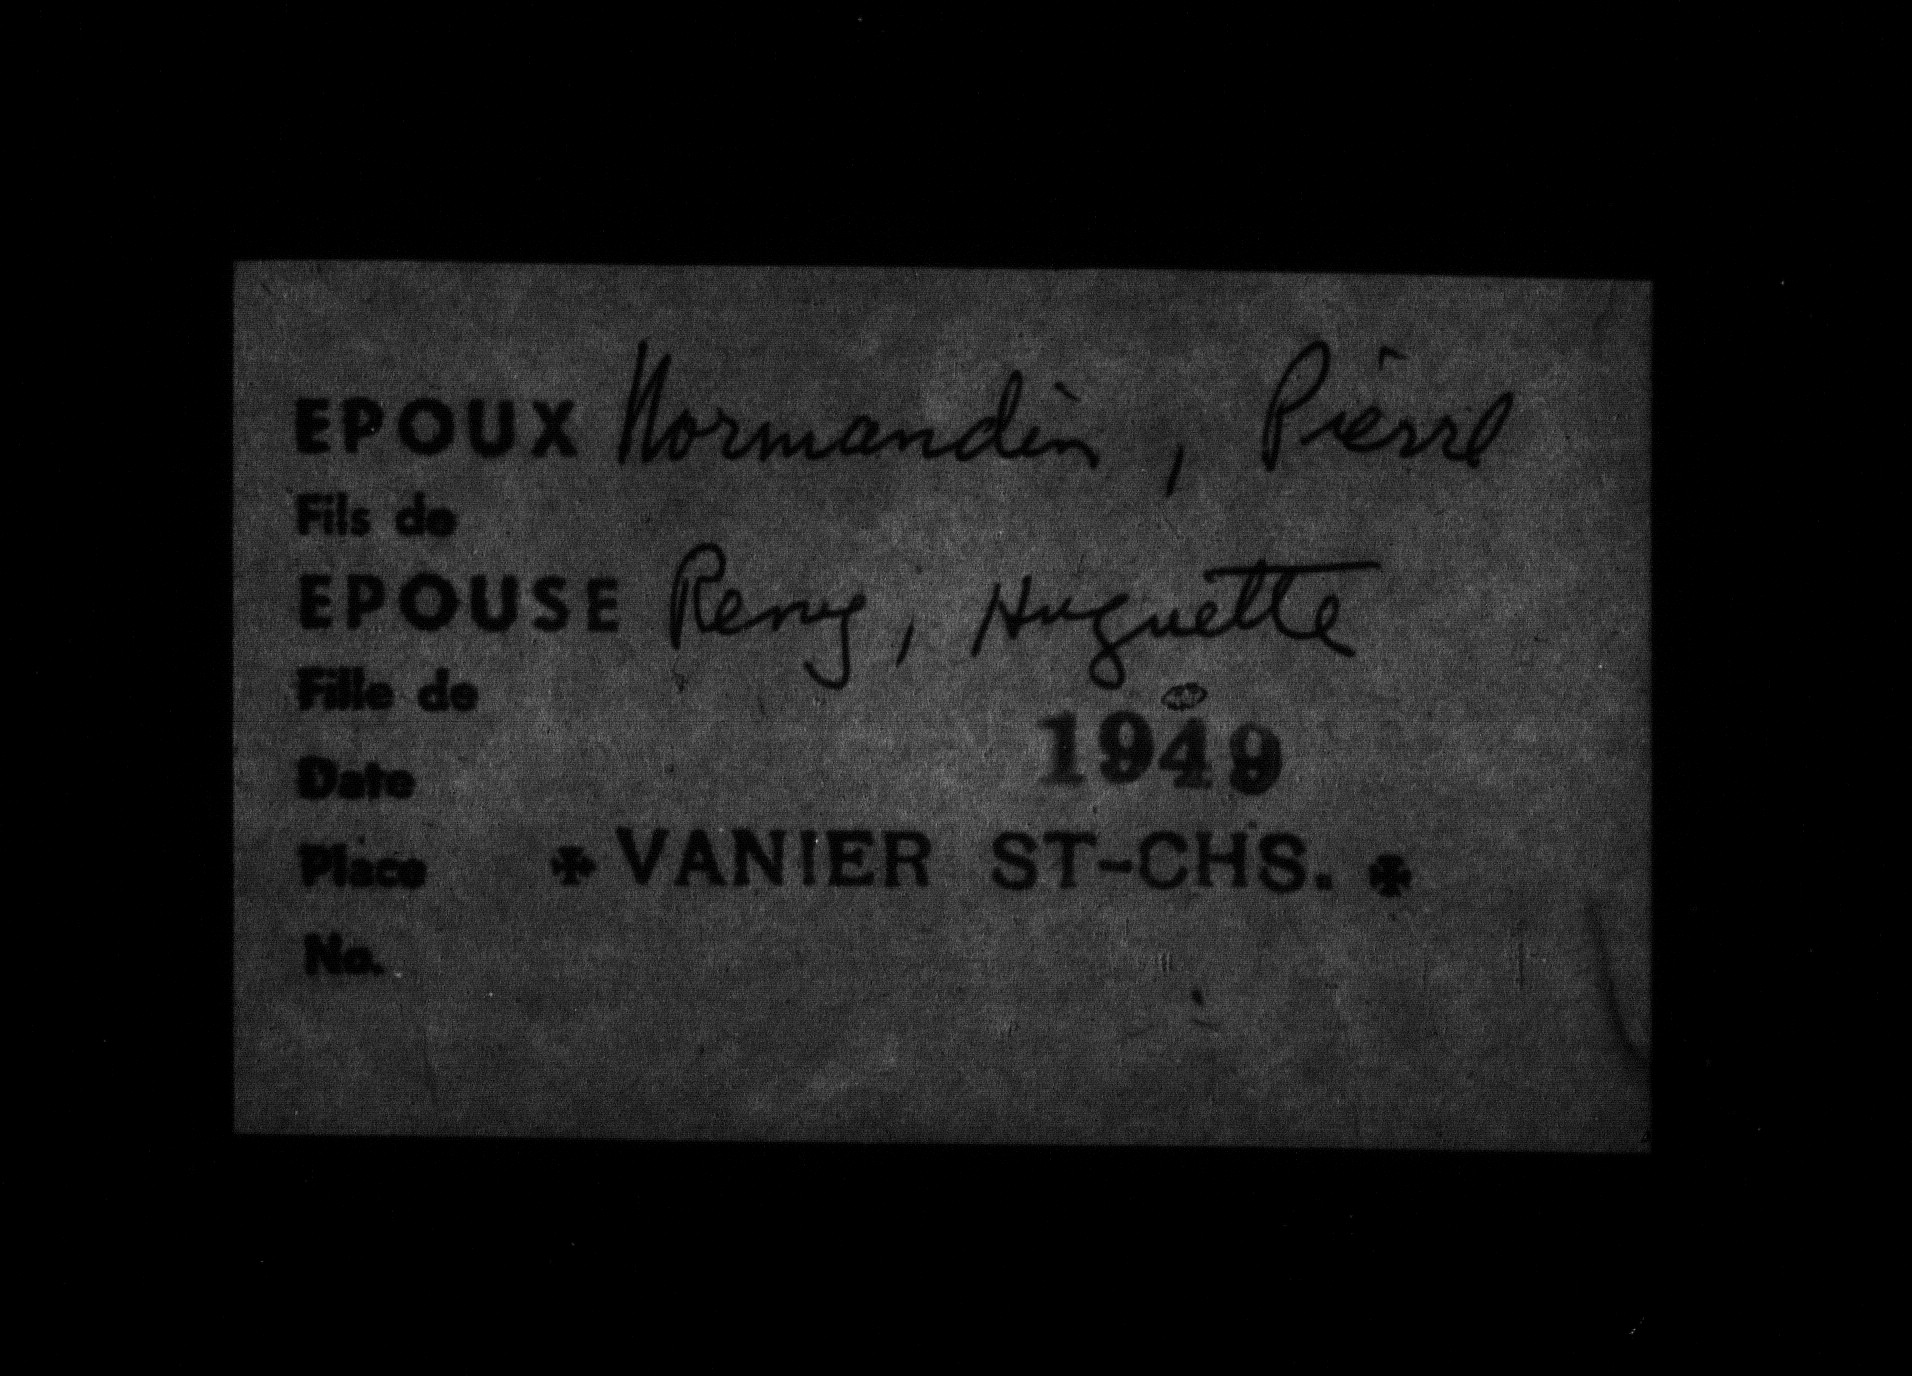 EPOUX Normandin, Pierre
Fils de
EPOUSE Remy, Huguette
Fille de
1949
Date
Place ✠ VANIER ST-CHS. ✠
No.